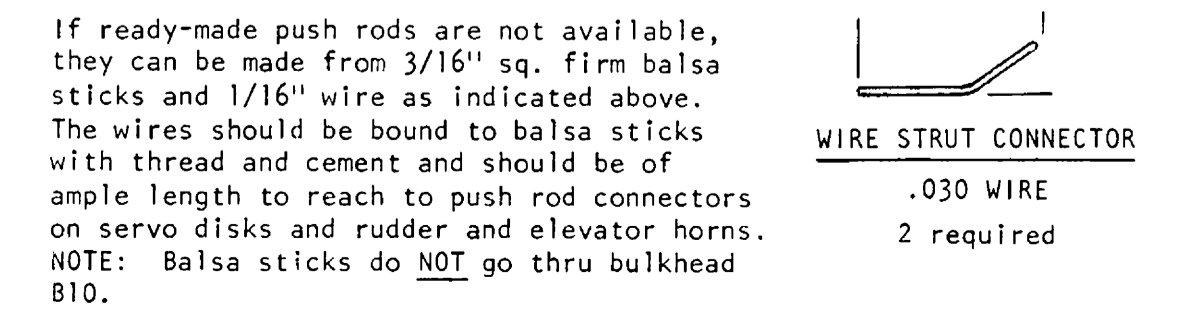 If ready-made push rods are not available,
they can be made from 3/16" sq. firm balsa
sticks and 1/16" wire as indicated above.
The wires should be bound to balsa sticks
with thread and cement and should be of
ample length to reach to push rod connectors
on servo disks and rudder and elevator horns.
NOTE: Balsa sticks do NOT go thru bulkhead
B10.
WIRE STRUT CONNECTOR
.030 WIRE
2 required